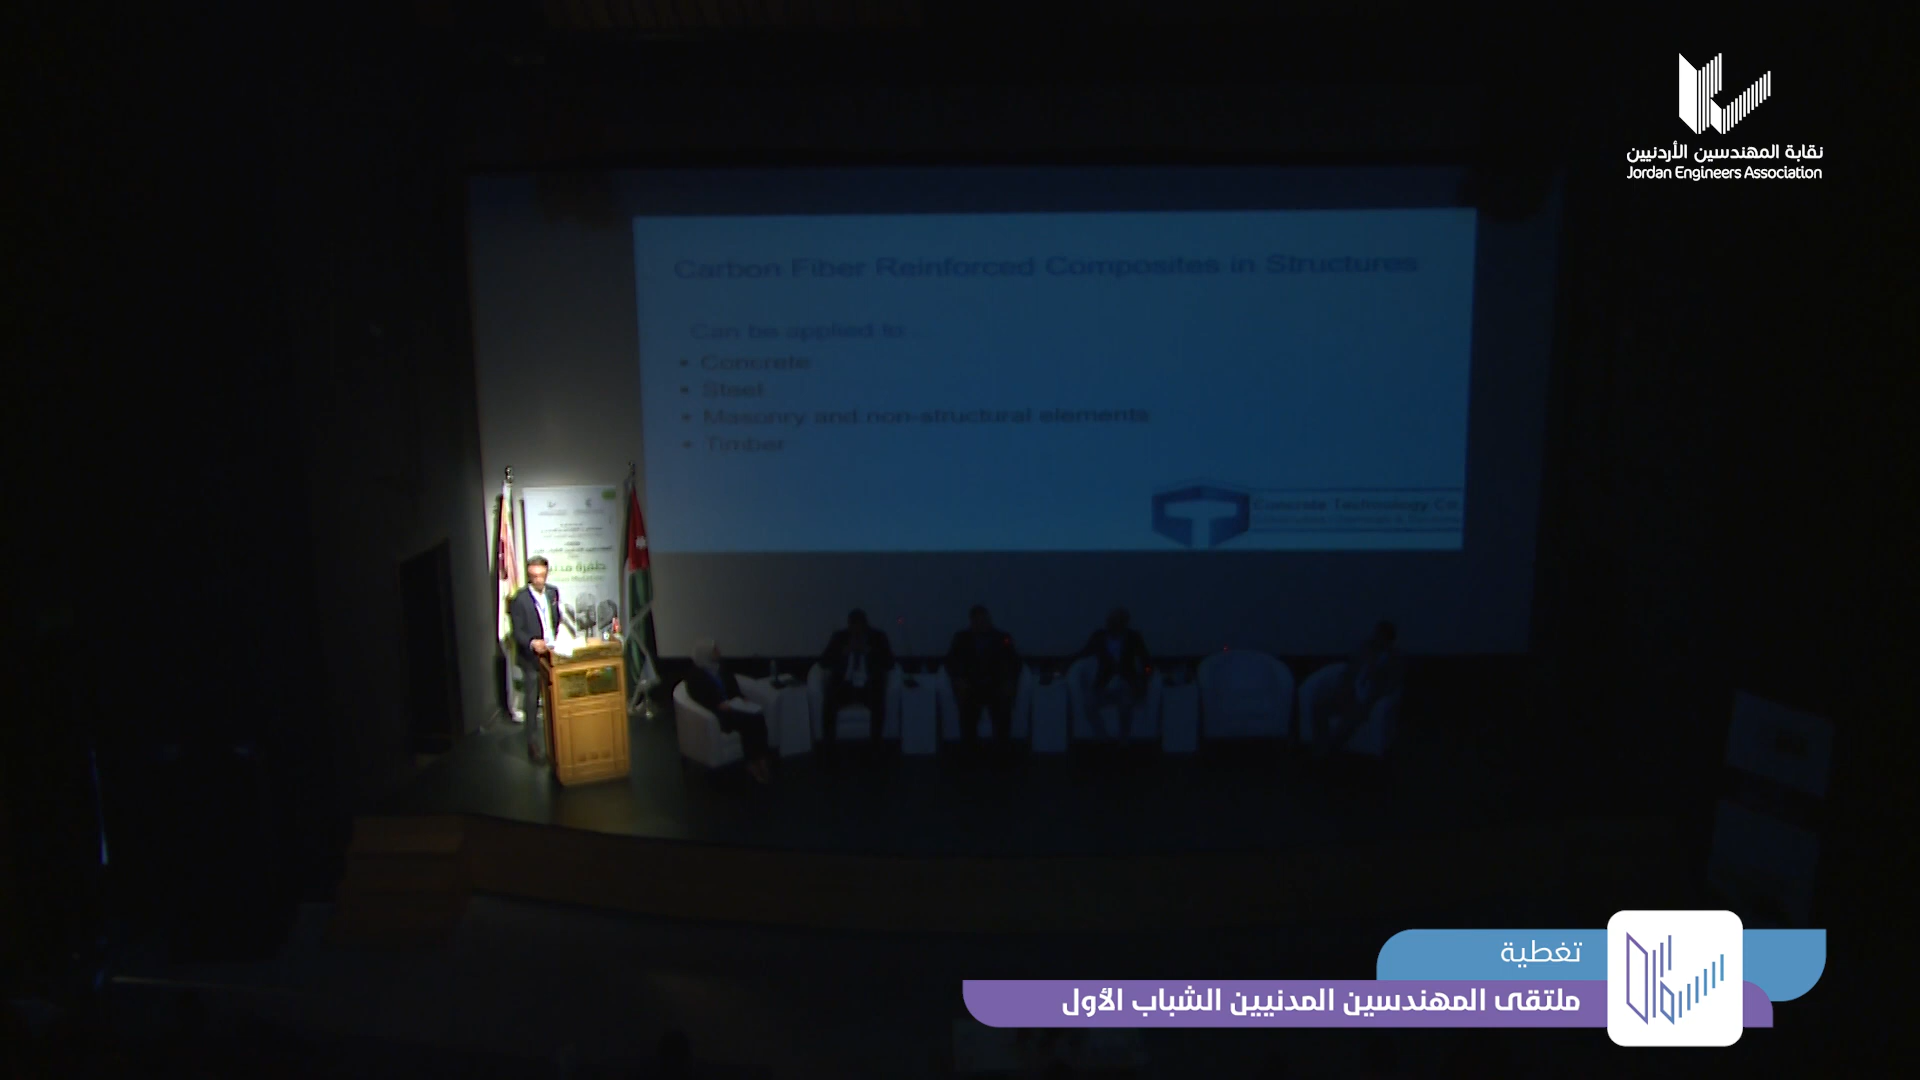 نقابة المهندسين الأردنيين
Jordan Engineers Association
Carbon Fiber Reinforced Composites in Structures
Can be applied to ...
• Concrete
• Steel
• Masonry and non-structural elements
• Timber
Concrete Technology Co.
تغطية
ملتقى المهندسين المدنيين الشباب الأول